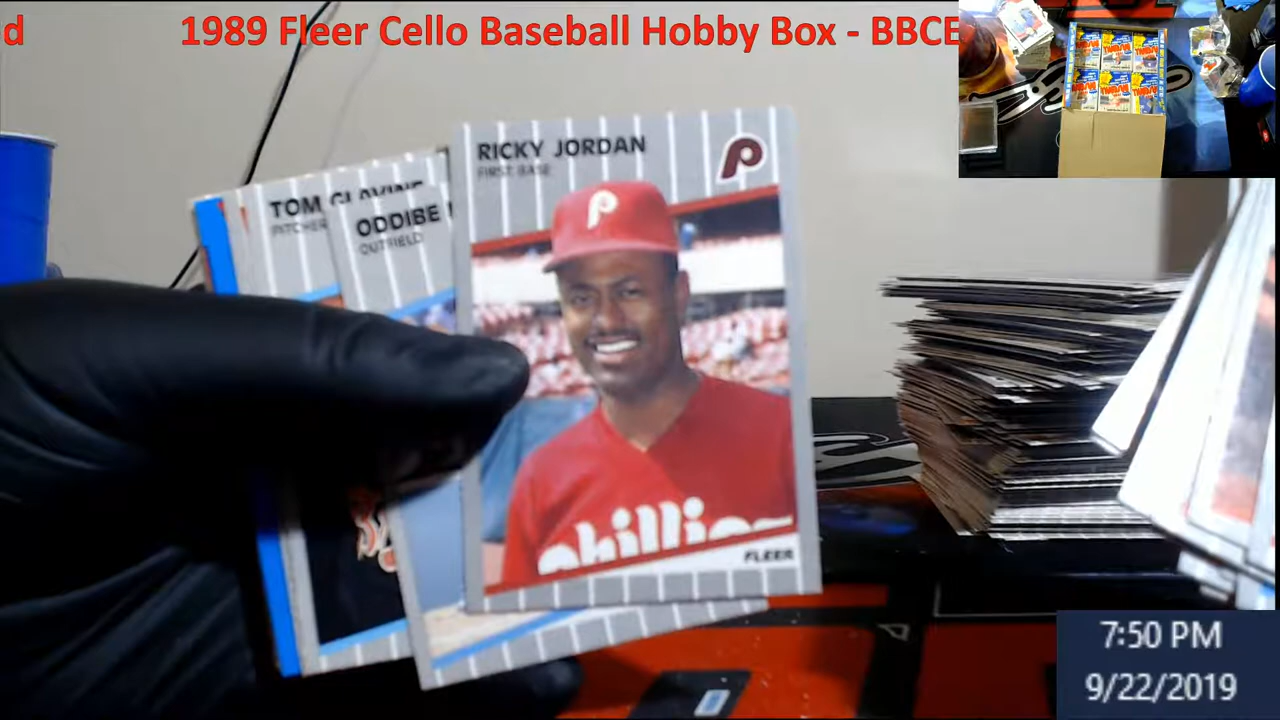 d 1989 Fleer Cello Baseball Hobby Box - BBCE
RICKY JORDAN
FIRST BASE
P
TOM GLAVINE
PITCHER
ODDIBE
OUTFIELD
P
Phillies
FLEER
7:50 PM
9/22/2019